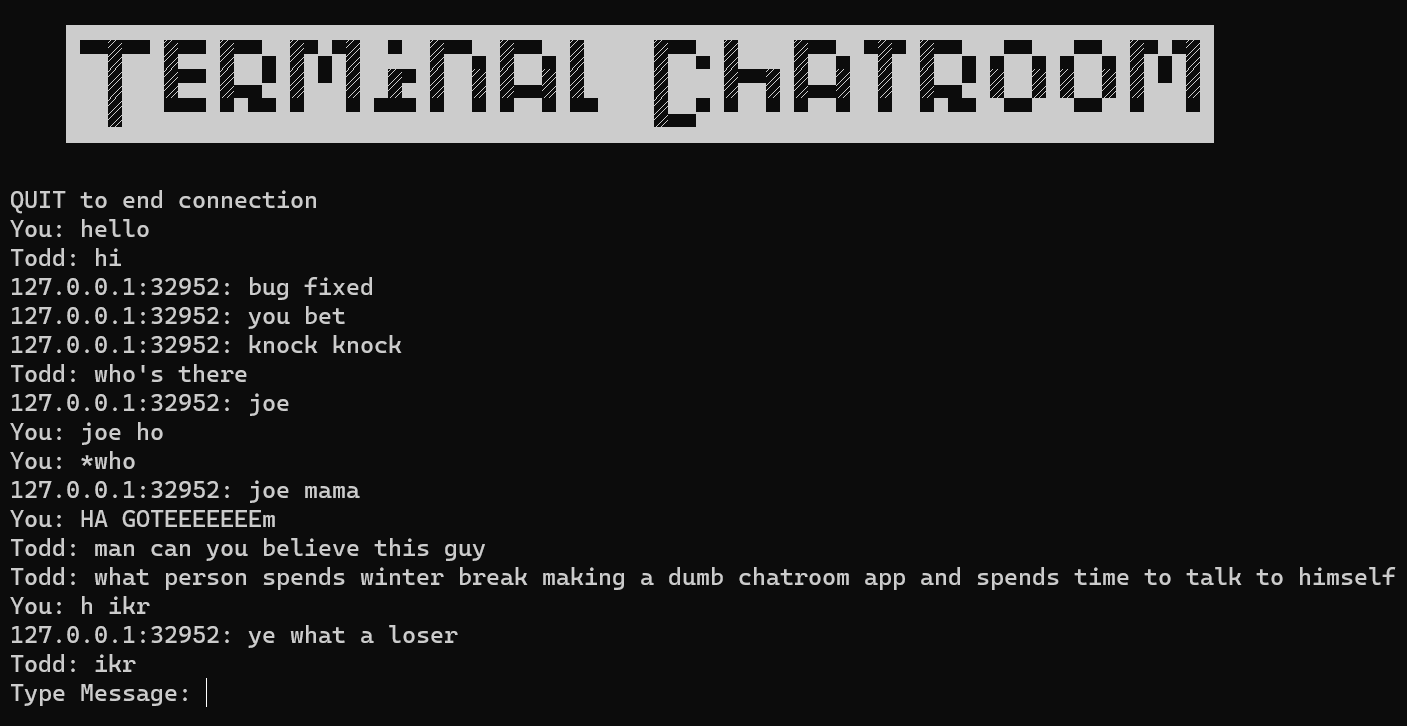 TERMiNAL ChATROOM
QUIT to end connection
You: hello
Todd: hi
127.0.0.1:32952: bug fixed
127.0.0.1:32952: you bet
127.0.0.1:32952: knock knock
Todd: who's there
127.0.0.1:32952: joe
You: joe ho
You: *who
127.0.0.1:32952: joe mama
You: HA GOTEEEEEEEm
Todd: man can you believe this guy
Todd: what person spends winter break making a dumb chatroom app and spends time to talk to himself
You: h ikr
127.0.0.1:32952: ye what a loser
Todd: ikr
Type Message: